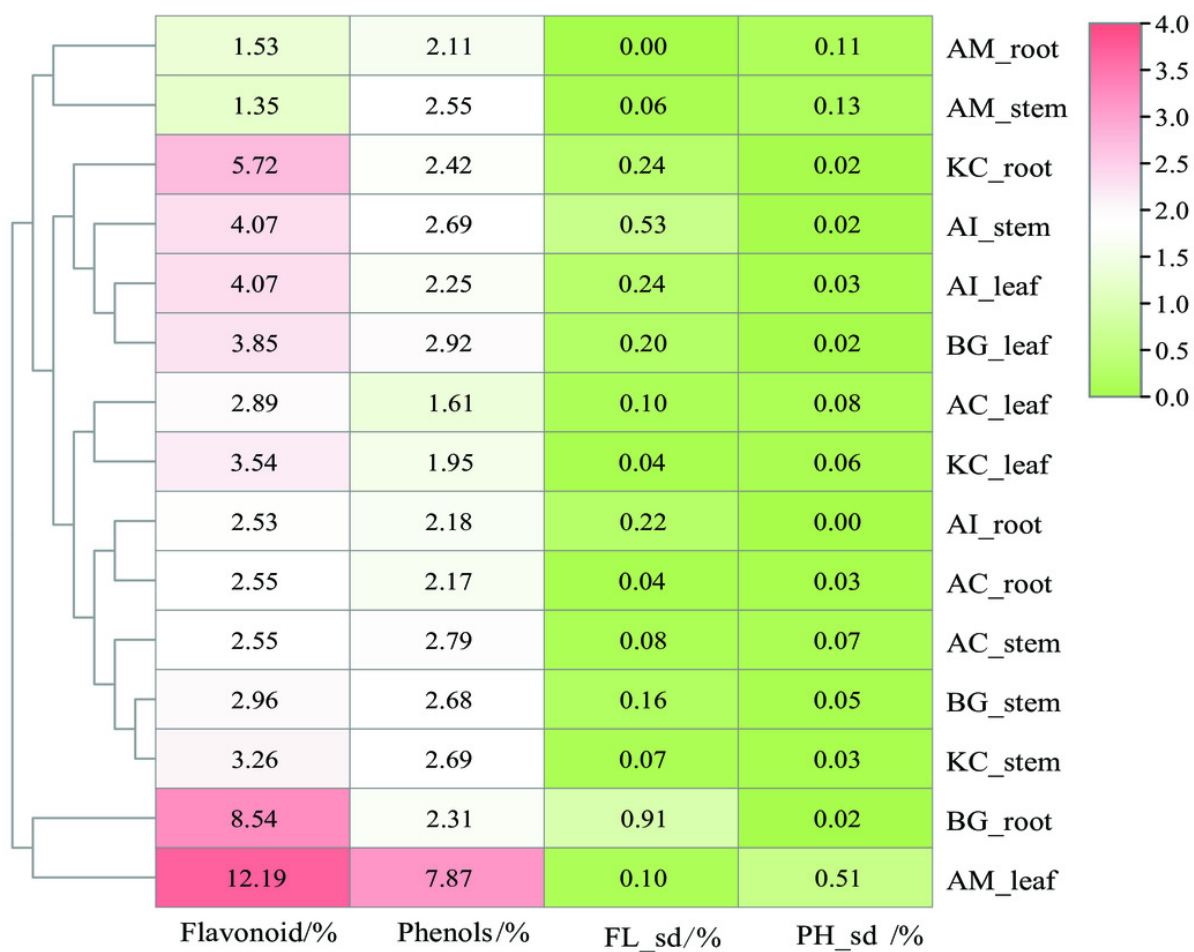 1.53 2.11 0.00 0.11 AM_root
1.35 2.55 0.06 0.13 AM_stem
5.72 2.42 0.24 0.02 KC_root
4.07 2.69 0.53 0.02 AI_stem
4.07 2.25 0.24 0.03 AI_leaf
3.85 2.92 0.20 0.02 BG_leaf
2.89 1.61 0.10 0.08 AC_leaf
3.54 1.95 0.04 0.06 KC_leaf
2.53 2.18 0.22 0.00 AI_root
2.55 2.17 0.04 0.03 AC_root
2.55 2.79 0.08 0.07 AC_stem
2.96 2.68 0.16 0.05 BG_stem
3.26 2.69 0.07 0.03 KC_stem
8.54 2.31 0.91 0.02 BG_root
12.19 7.87 0.10 0.51 AM_leaf
Flavonoid/% Phenols/% FL_sd/% PH_sd /%
4.0
3.5
3.0
2.5
2.0
1.5
1.0
0.5
0.0